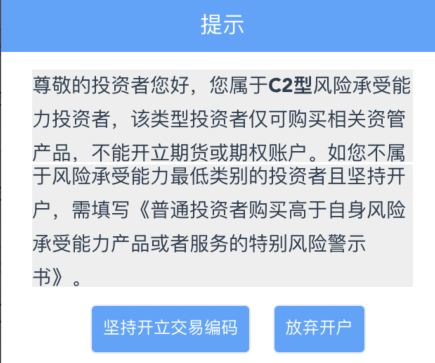 提示
尊敬的投资者您好，您属于C2型风险承受能
力投资者，该类型投资者仅可购买相关资管
产品，不能开立期货或期权账户。如您不属
于风险承受能力最低类别的投资者且坚持开
户，需填写《普通投资者购买高于自身风险
承受能力产品或者服务的特别风险警示
书》。
坚持开立交易编码
放弃开户